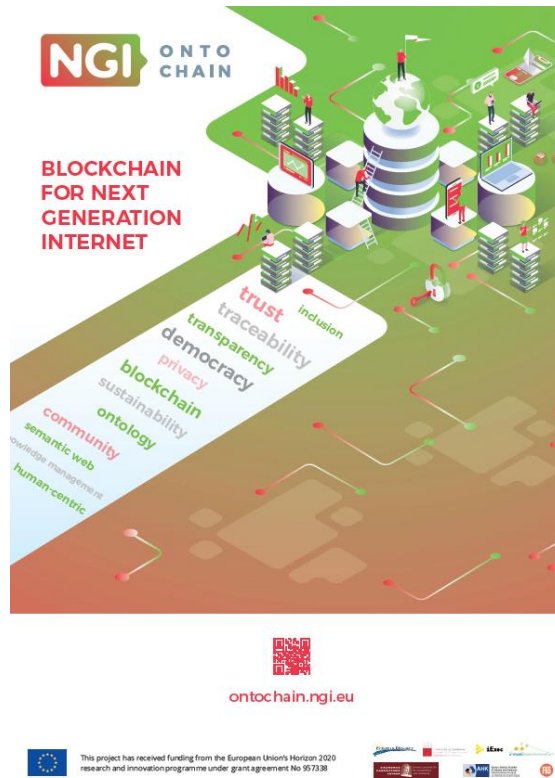 NGI ONTO
CHAIN
BLOCKCHAIN
FOR NEXT
GENERATION
INTERNET
trust
inclusion
traceability
transparency
democracy
privacy
blockchain
sustainability
ontology
community
semantic web
knowledge management
human-centric
ontochain.ngi.eu
This project has received funding from the European Union's Horizon 2020
research and innovation programme under grant agreement No 957338
iExec
AHK